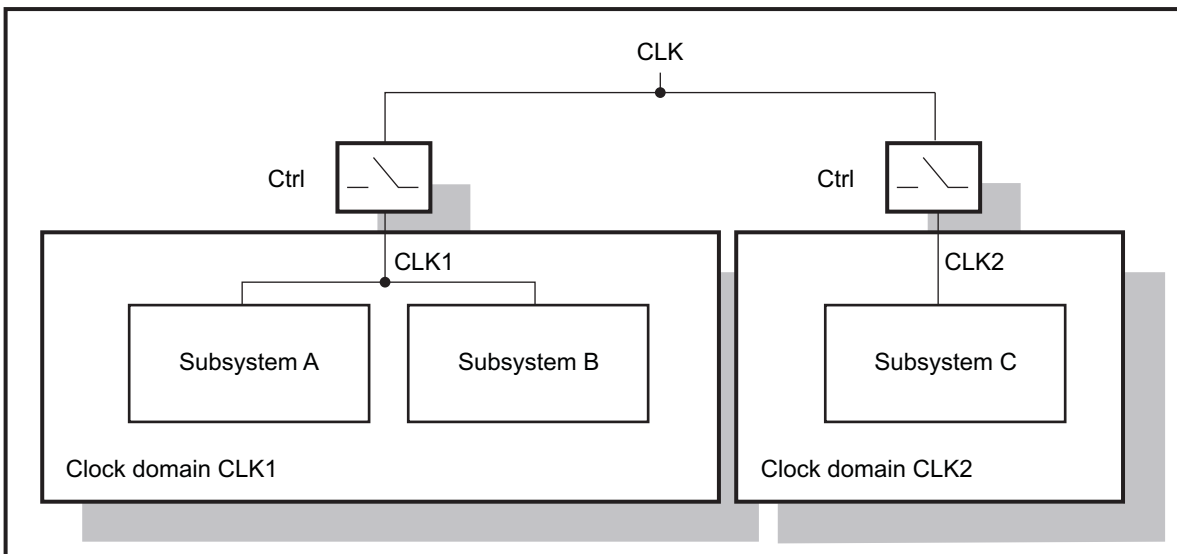 CLK
Ctrl
Ctrl
CLK1
CLK2
Subsystem A
Subsystem B
Subsystem C
Clock domain CLK1
Clock domain CLK2